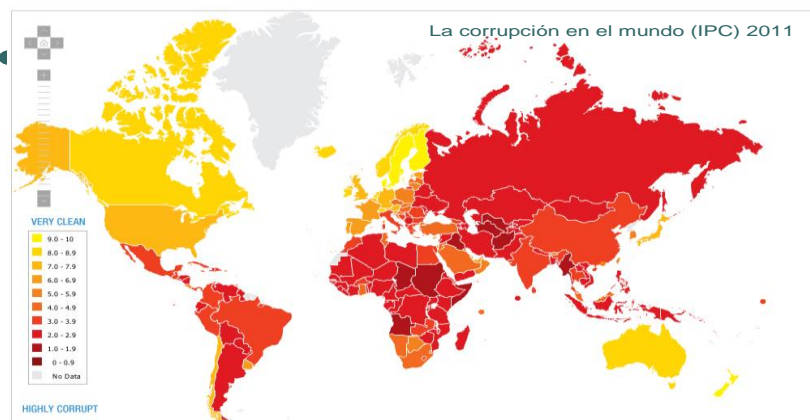 La corrupción en el mundo (IPC) 2011
VERY CLEAN
9.0 - 10
8.0 - 8.9
7.0 - 7.9
6.0 - 6.9
5.0 - 5.9
4.0 - 4.9
3.0 - 3.9
2.0 - 2.9
1.0 - 1.9
0 - 0.9
No Data
HIGHLY CORRUPT